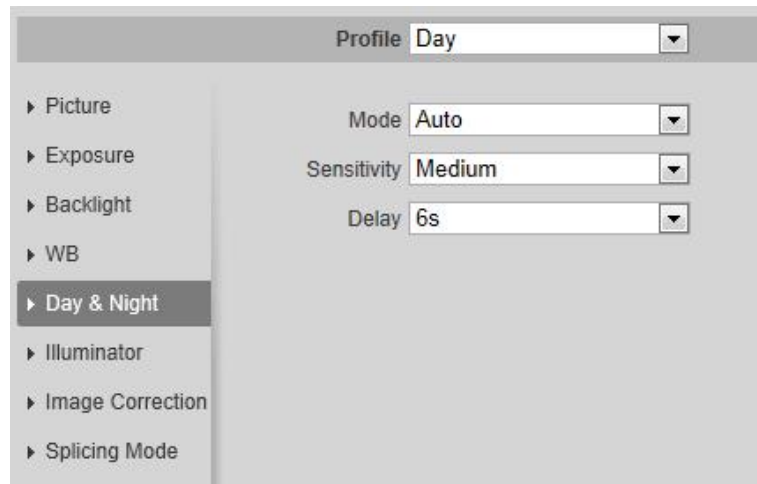 Profile Day
Picture
Mode Auto
Exposure
Sensitivity Medium
Backlight
Delay 6s
WB
Day & Night
Illuminator
Image Correction
Splicing Mode